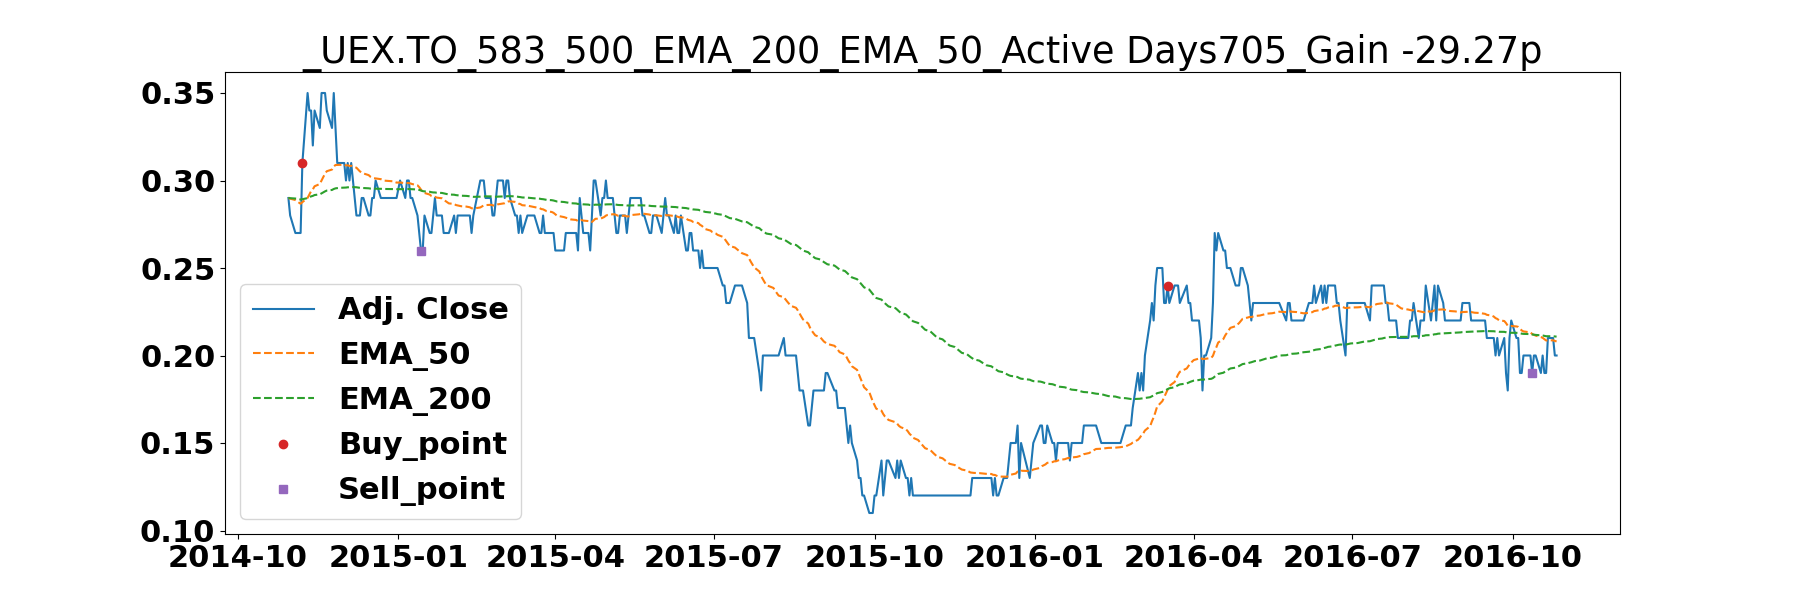 _UEX.TO_583_500_EMA_200_EMA_50_Active Days705_Gain -29.27p
0.35
0.30
0.25
0.20
0.15
0.10
Adj. Close
EMA_50
EMA_200
Buy_point
Sell_point
2014-10 2015-01 2015-04 2015-07 2015-10 2016-01 2016-04 2016-07 2016-10